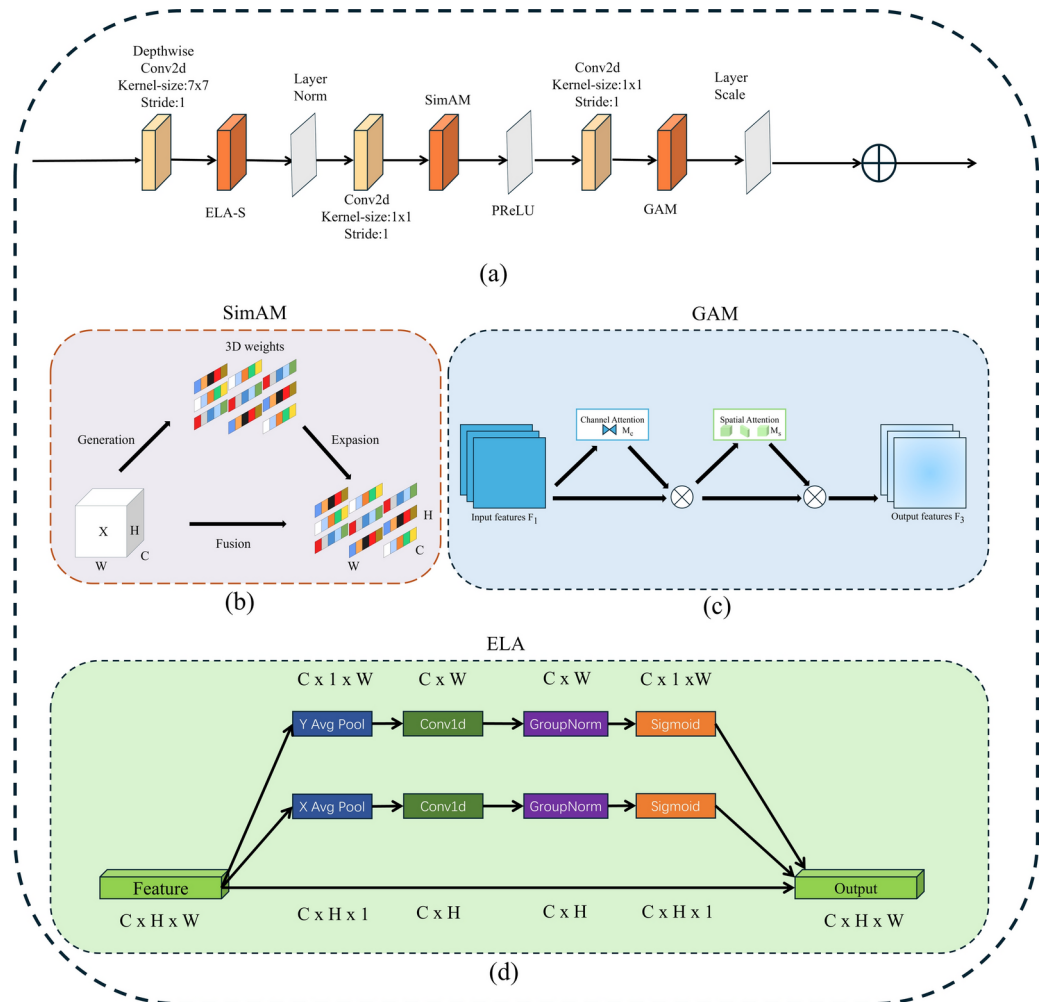 Depthwise
Conv2d
Kernel-size:7x7
Stride:1
ELA-S
Layer
Norm
Conv2d
Kernel-size:1x1
Stride:1
SimAM
PReLU
Conv2d
Kernel-size:1x1
Stride:1
GAM
Layer
Scale
(a)
SimAM
3D weights
Generation
Expasion
X
H
C
W
Fusion
H
C
W
(b)
GAM
Channel Attention
Mc
Spatial Attention
Ms
Input features F1
Output features F3
(c)
ELA
C x 1 x W
C x W
C x W
C x 1 xW
Y Avg Pool
Conv1d
GroupNorm
Sigmoid
X Avg Pool
Conv1d
GroupNorm
Sigmoid
Feature
Output
C x H x W
C x H x 1
C x H
C x H
C x H x 1
C x H x W
(d)